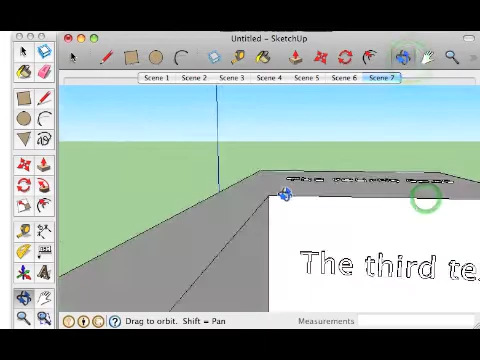 Untitled - SketchUp
Scene 1 Scene 2 Scene 3 Scene 4 Scene 5 Scene 6 Scene 7
The third te
Drag to orbit. Shift = Pan Measurements